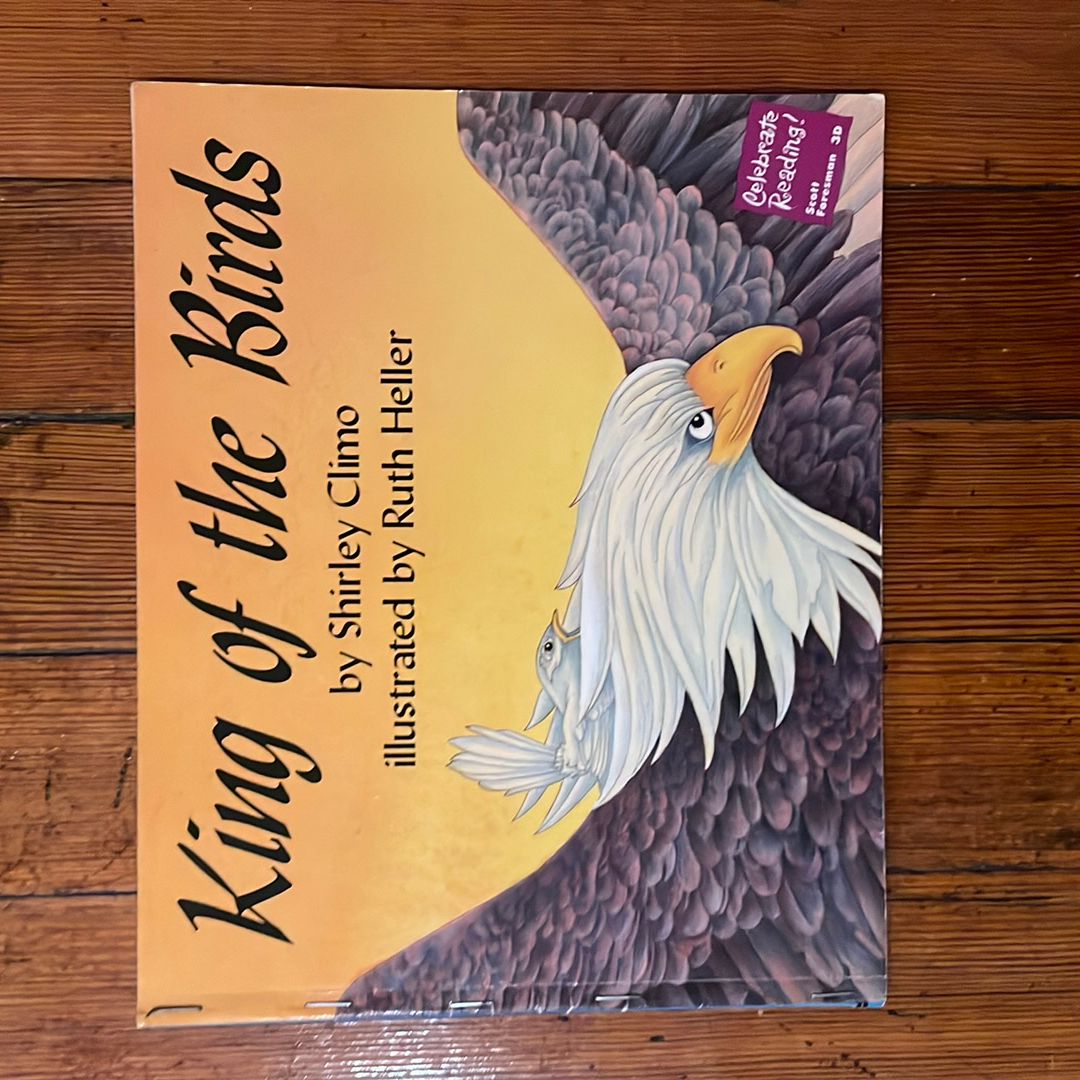 King of the Birds
by Shirley Climo
illustrated by Ruth Heller
Celebrate
Reading!
Scott
Foresman 3D